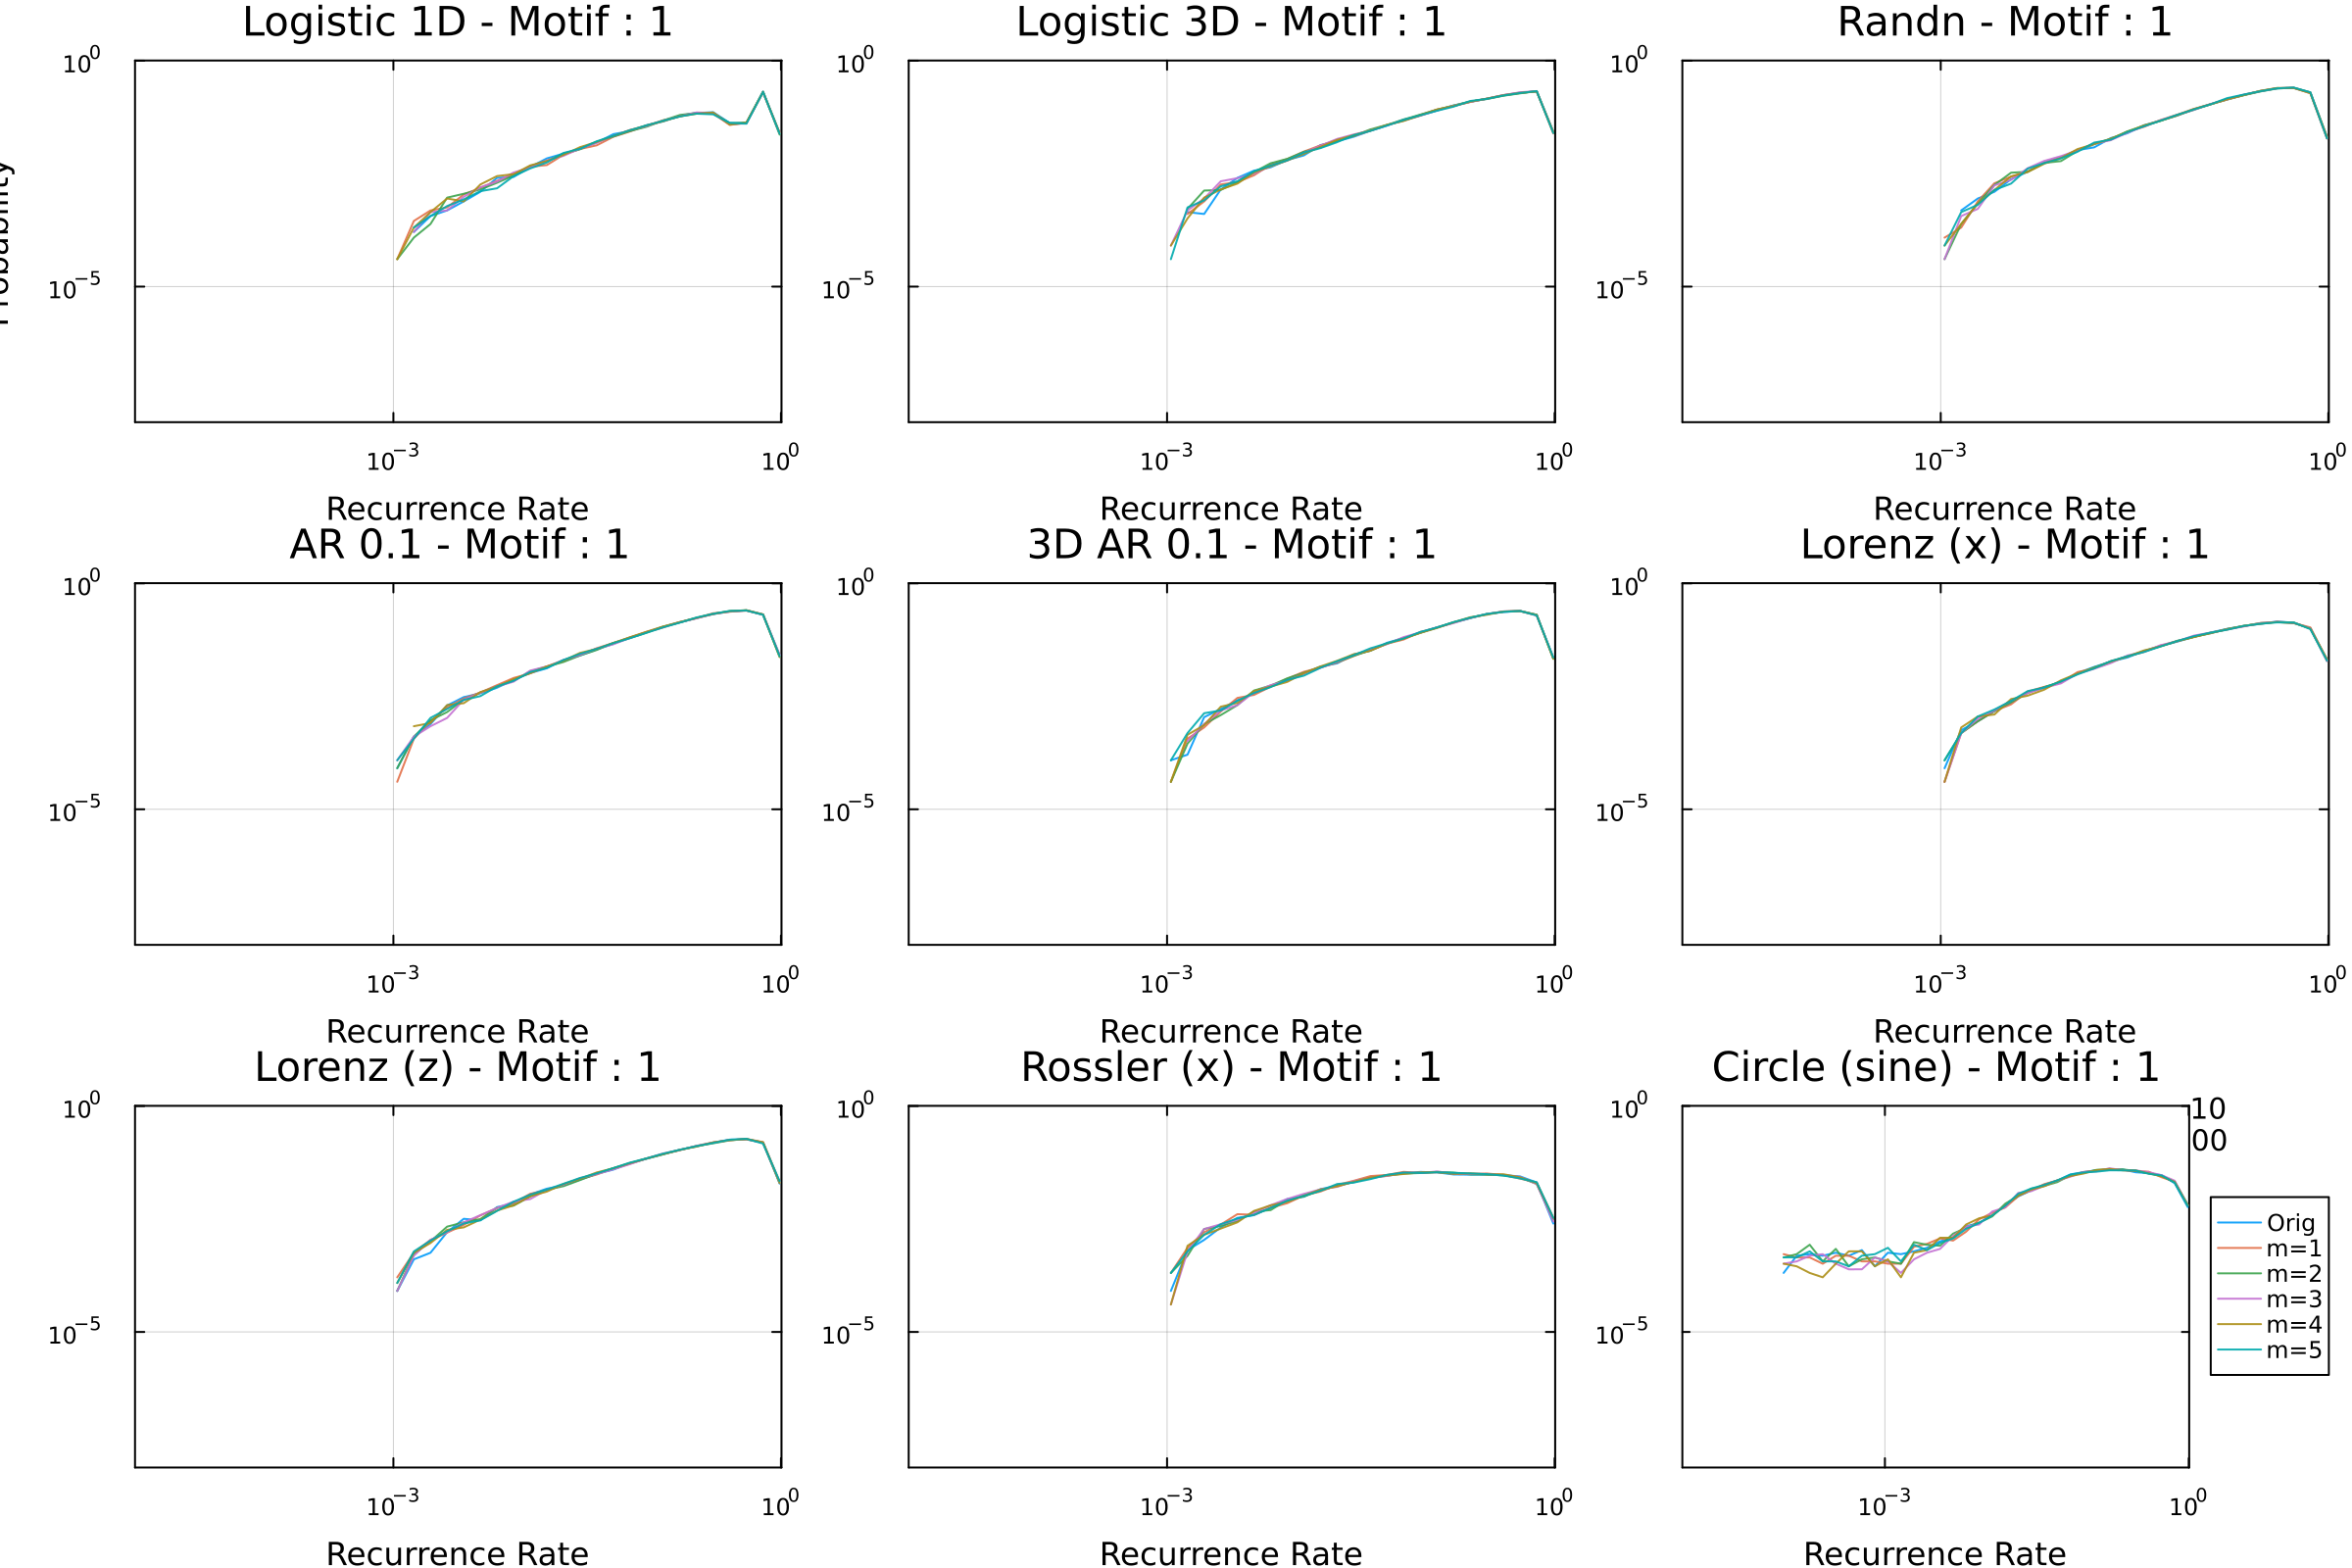 Logistic 1D - Motif : 1
Logistic 3D - Motif : 1
Randn - Motif : 1
10⁰
10⁻⁵
10⁻³
10⁰
Recurrence Rate
10⁰
10⁻⁵
10⁻³
10⁰
Recurrence Rate
10⁰
10⁻⁵
10⁻³
10⁰
Recurrence Rate
AR 0.1 - Motif : 1
3D AR 0.1 - Motif : 1
Lorenz (x) - Motif : 1
10⁰
10⁻⁵
10⁻³
10⁰
Recurrence Rate
10⁰
10⁻⁵
10⁻³
10⁰
Recurrence Rate
10⁰
10⁻⁵
10⁻³
10⁰
Recurrence Rate
Lorenz (z) - Motif : 1
Rossler (x) - Motif : 1
Circle (sine) - Motif : 1
10⁰
10⁻⁵
10⁻³
10⁰
Recurrence Rate
10⁰
10⁻⁵
10⁻³
10⁰
Recurrence Rate
10⁰
10⁻⁵
10⁻³
10⁰
Recurrence Rate
10
00
Orig
m=1
m=2
m=3
m=4
m=5